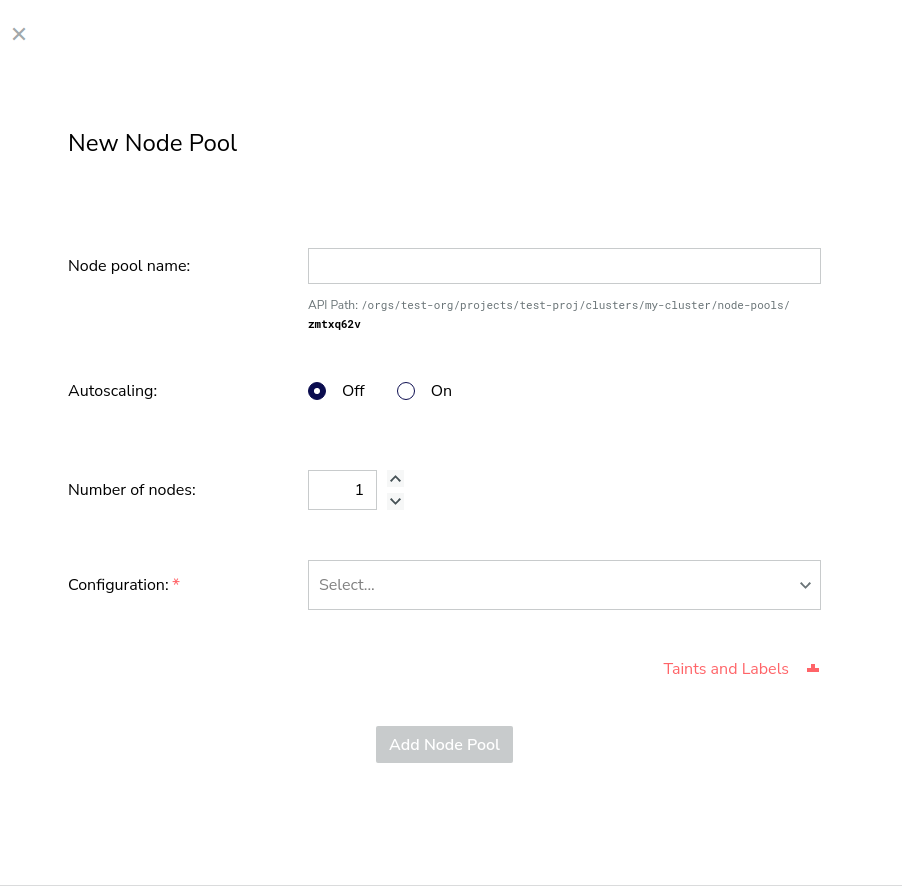 New Node Pool
Node pool name:
API Path: /orgs/test-org/projects/test-proj/clusters/my-cluster/node-pools/
zmtxq62v
Autoscaling:
Off
On
Number of nodes:
1
Configuration: *
Select...
Taints and Labels
Add Node Pool